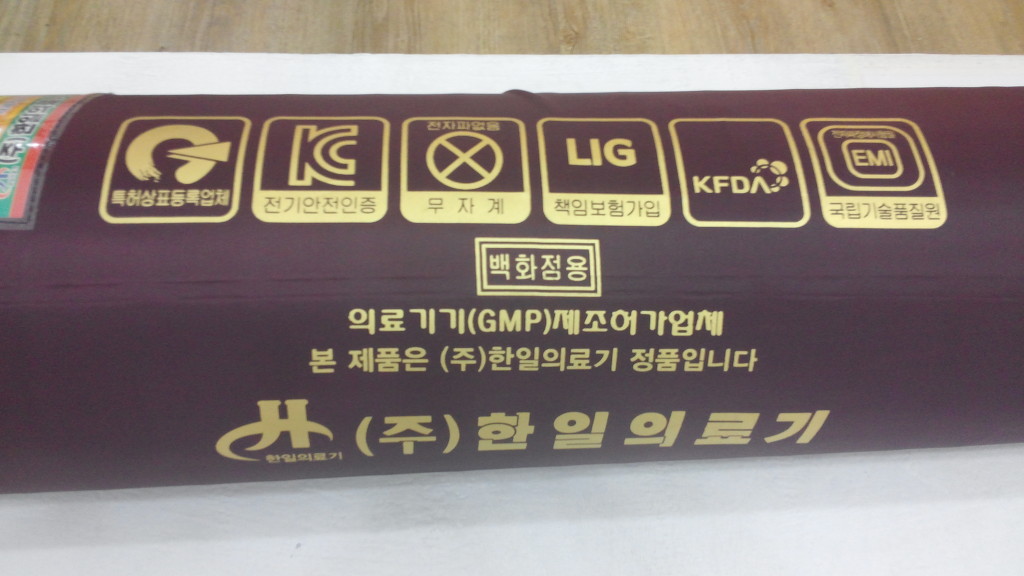 특허상표등록업체
전기안전인증
전자파없음
무자계
LIG
책임보험가입
KFDA
EMI
국립기술품질원
백화점용
의료기기(GMP)제조허가업체
본 제품은 (주)한일의료기 정품입니다
한일의료기
(주)한일의료기